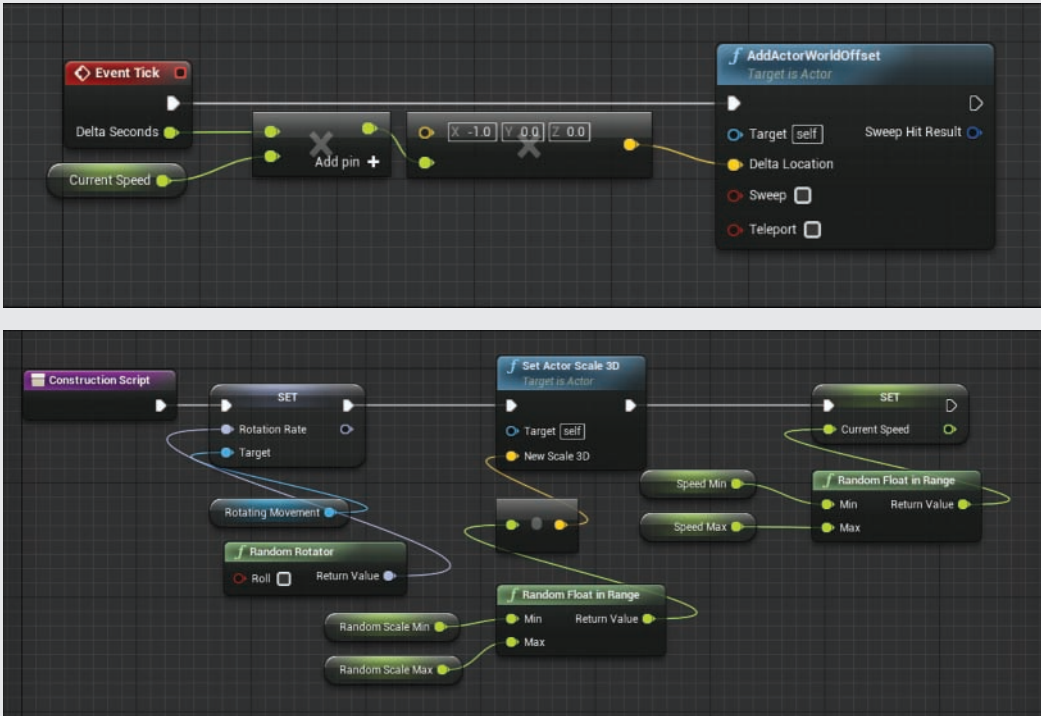 Event Tick
Delta Seconds
Current Speed
Add pin +
X -1.0 Y 0.0 Z 0.0
f AddActorWorldOffset
Target is Actor
Target self
Sweep Hit Result
Delta Location
Sweep
Teleport
Construction Script
SET
Rotation Rate
Target
Rotating Movement
f Random Rotator
Roll
Return Value
f Set Actor Scale 3D
Target is Actor
Target self
New Scale 3D
Random Scale Min
Random Scale Max
f Random Float in Range
Min
Return Value
Max
SET
Current Speed
Speed Min
Speed Max
f Random Float in Range
Min
Return Value
Max